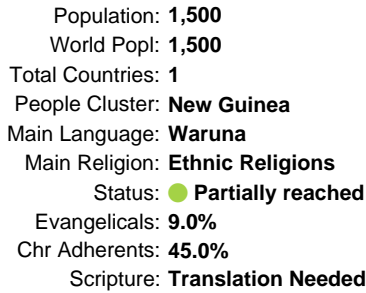 Population: 1,500
World Popl: 1,500
Total Countries: 1
People Cluster: New Guinea
Main Language: Waruna
Main Religion: Ethnic Religions
Status: Partially reached
Evangelicals: 9.0%
Chr Adherents: 45.0%
Scripture: Translation Needed